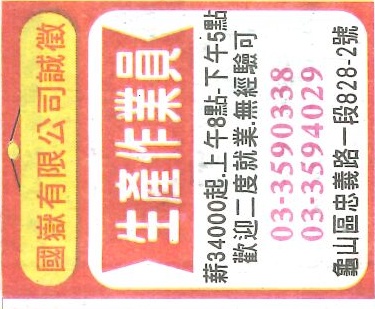 國嶽有限公司誠徵
生產作業員
薪34000起.上午8點-下午5點
歡迎二度就業.無經驗可
03-3590338
03-3594029
龜山區忠義路一段828-2號